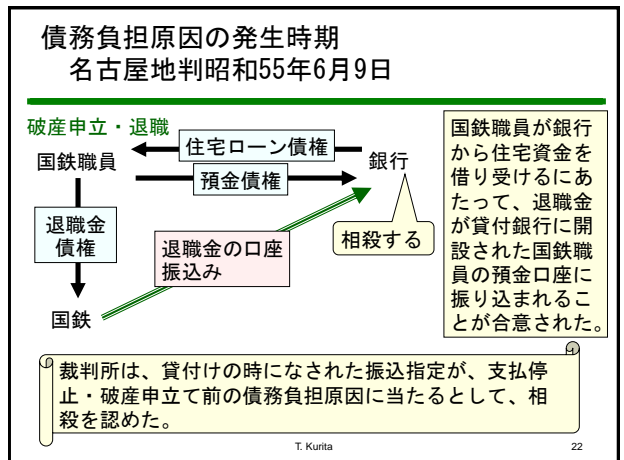 債務負担原因の発生時期
名古屋地判昭和55年6月9日
破産申立・退職
国鉄職員
住宅ローン債権
預金債権
銀行
退職金
債権
退職金の口座
振込み
相殺する
国鉄
国鉄職員が銀行
から住宅資金を
借り受けるにあ
たって、退職金
が貸付銀行に開
設された国鉄職
員の預金口座に
振り込まれるこ
とが合意された。
裁判所は、貸付けの時になされた振込指定が、支払停
止・破産申立て前の債務負担原因に当たるとして、相
殺を認めた。
T. Kurita
22